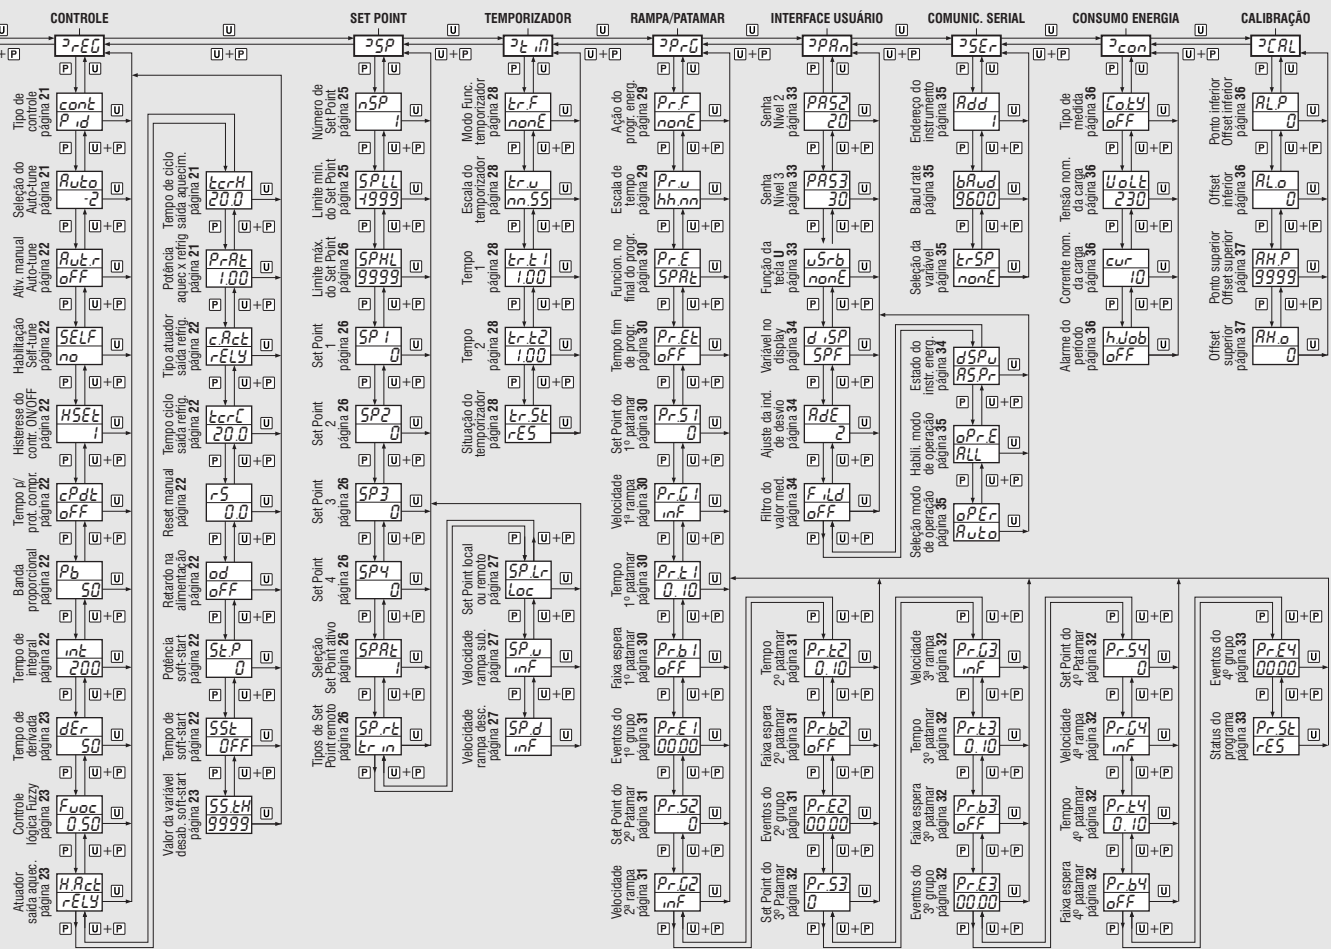 CONTROLE
SET POINT
TEMPORIZADOR
RAMPA/PATAMAR
INTERFACE USUÁRIO
COMUNIC. SERIAL
CONSUMO ENERGIA
CALIBRAÇÃO
U
U+P
P
Tipo de
controle
página 21
cont
Pid
Seleção do
Auto-tune
página 21
Auto
-2
Ativ. manual
Auto-tune
página 22
Aut.r
oFF
Habilitação
Self-tune
página 22
SELF
no
Histerese do
contr. ON/OFF
página 22
HSEt
1
Tempo p/
prot. compr.
página 22
cPdt
oFF
Banda
proporcional
página 22
Pb
50
Tempo de
integral
página 22
int
200
Tempo de
derivada
página 23
dEr
50
Controle
lógica Fuzzy
página 23
Fuoc
0.50
Atuador
saída aquec.
página 23
H.Act
rELy
Tempo de ciclo
saída aquecim.
página 21
tcrH
20.0
Potência
aquec x refrig
página 21
PrAt
1.00
Tipo atuador
saída refrig.
página 22
c.Act
rELy
Tempo ciclo
saída refrig.
página 22
tcrC
20.0
Reset manual
página 22
rS
0.0
Retardo na
alimentação
página 22
od
oFF
Potência
soft-start
página 22
St.P
0
Tempo de
soft-start
página 22
SSt
OFF
Valor da variável
desab. soft-start
página 23
SS.tH
9999
Número de
Set Point
página 25
nSP
1
Limite min.
do Set Point
página 25
SPLL
-1999
Limite máx.
do Set Point
página 26
SPHL
9999
Set Point
1
página 26
SP1
0
Set Point
2
página 26
SP2
0
Set Point
3
página 26
SP3
0
Set Point
4
página 26
SP4
0
Seleção
Set Point ativo
página 26
SPAt
1
Tipos de Set
Point remoto
página 26
SP.rt
trin
Set Point local
ou remoto
página 27
SP.Lr
Loc
Velocidade
rampa sub.
página 27
SP.u
inF
Velocidade
rampa desc.
página 27
SP.d
inF
Modo Func.
temporizador
página 28
tr.F
nonE
Escala do
temporizador
página 28
tr.u
nn.SS
Tempo
1
página 28
tr.t1
1.00
Tempo
2
página 28
tr.t2
1.00
Situação do
temporizador
página 28
tr.St
rES
Ação do
progr. energ.
página 29
Pr.F
nonE
Escala de
tempo
página 29
Pr.u
hh.nn
Funcion. no
final do progr.
página 30
Pr.E
SPAt
Tempo fim
de progr.
página 30
Pr.Et
oFF
Set Point do
1º patamar
página 30
Pr.S1
0
Velocidade
1ª rampa
página 30
Pr.G1
inF
Tempo
1º patamar
página 30
Pr.t1
0.10
Faixa espera
1º patamar
página 30
Pr.b1
oFF
Eventos do
1º grupo
página 31
Pr.E1
00.00
Set Point do
2º Patamar
página 31
Pr.S2
0
Velocidade
2ª rampa
página 31
Pr.G2
inF
Tempo
2º patamar
página 31
Pr.t2
0.10
Faixa espera
2º patamar
página 31
Pr.b2
oFF
Eventos do
2º grupo
página 31
Pr.E2
00.00
Set Point do
3º Patamar
página 32
Pr.S3
0
Velocidade
3ª rampa
página 32
Pr.G3
inF
Tempo
3º patamar
página 32
Pr.t3
0.10
Faixa espera
3º patamar
página 32
Pr.b3
oFF
Eventos do
3º grupo
página 32
Pr.E3
00.00
Set Point do
4º Patamar
página 32
Pr.S4
0
Velocidade
4ª rampa
página 32
Pr.G4
inF
Tempo
4º patamar
página 32
Pr.t4
0.10
Faixa espera
4º patamar
página 32
Pr.b4
oFF
Eventos do
4º grupo
página 33
Pr.E4
00.00
Status do
programa
página 33
Pr.St
rES
Senha
Nível 2
página 33
PAS2
20
Senha
Nível 3
página 33
PAS3
30
Função da
tecla U
página 33
uSrb
nonE
Variável no
display
página 34
diSP
SPF
Ajuste da ind.
de desvio
página 34
AdE
2
Filtro do
valor med.
página 34
FiLd
oFF
Estado do
instr. energ.
página 34
dSPu
AS.Pr
Habili. modo
de operação
página 35
oPr.E
ALL
Seleção modo
de operação
página 35
oPEr
Auto
Endereço do
instrumento
página 35
Add
1
Baud rate
página 35
bAud
9600
Seleção da
variável
página 35
trSP
nonE
Tipo de
medida
página 36
Co.ty
oFF
Tensão nom.
da carga
página 36
UoLt
230
Corrente nom.
da carga
página 36
cur
10
Alarme do
período
página 36
h.Job
oFF
Ponto inferior
Offset inferior
página 36
AL.P
0
Offset
inferior
página 36
AL.o
0
Ponto superior
Offset superior
página 37
AH.P
9999
Offset
superior
página 37
AH.o
0